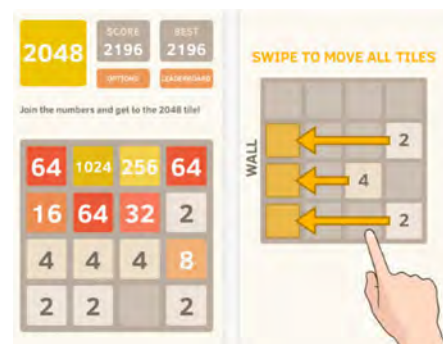 2048
SCORE
2196
BEST
2196
OPTIONS
LEADERBOARD
Join the numbers and get to the 2048 tile!
64 1024 256 64
16 64 32 2
4 4 4 8
2 2 2
SWIPE TO MOVE ALL TILES
WALL
2
4
2